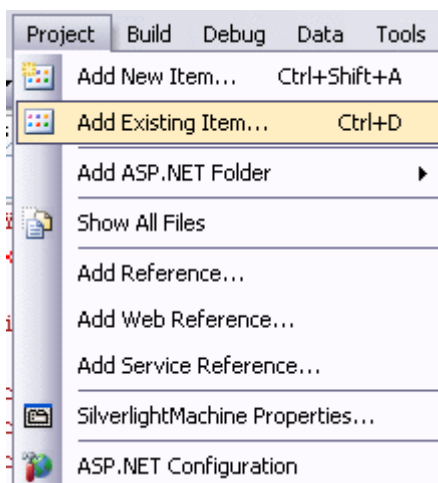 Project Build Debug Data Tools
Add New Item... Ctrl+Shift+A
Add Existing Item... Ctrl+D
Add ASP.NET Folder
Show All Files
Add Reference...
Add Web Reference...
Add Service Reference...
SilverlightMachine Properties...
ASP.NET Configuration